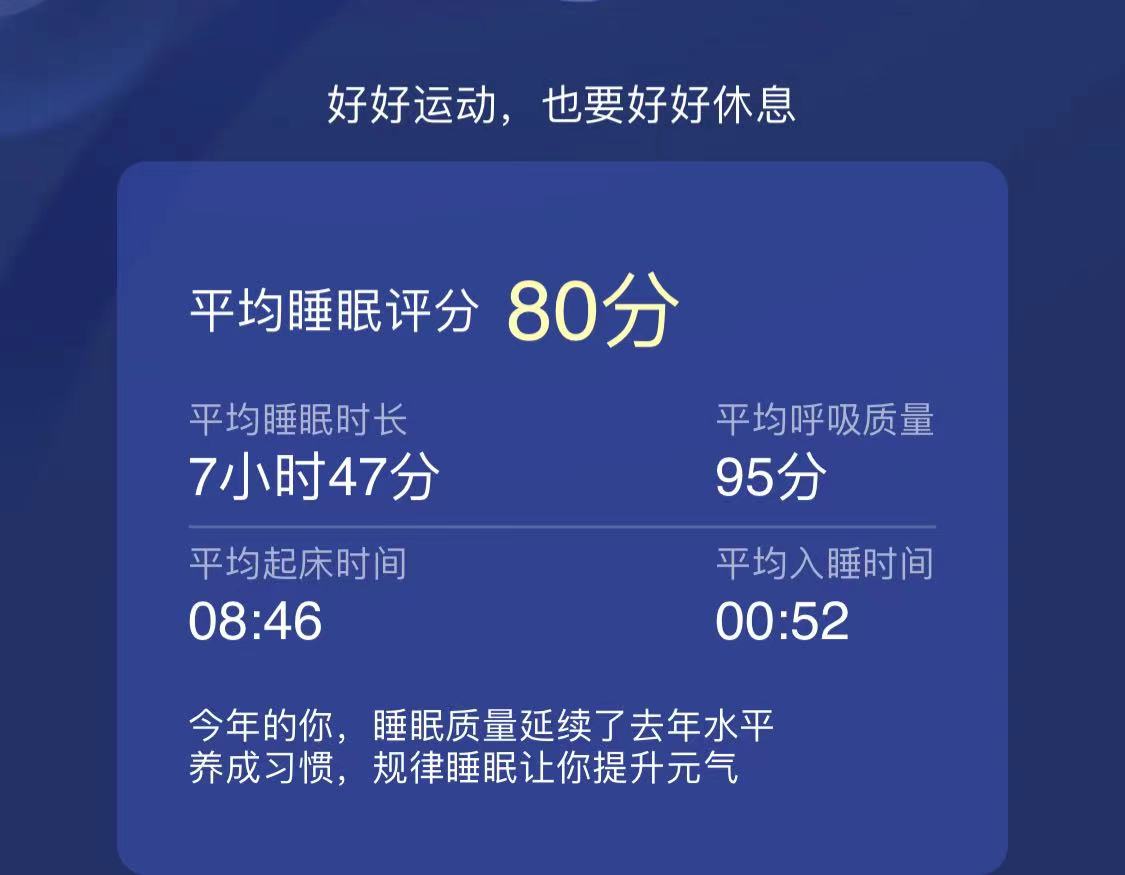 好好运动，也要好好休息
平均睡眠评分 80分
平均睡眠时长 平均呼吸质量
7小时47分 95分
平均起床时间 平均入睡时间
08:46 00:52
今年的你，睡眠质量延续了去年水平
养成习惯，规律睡眠让你提升元气